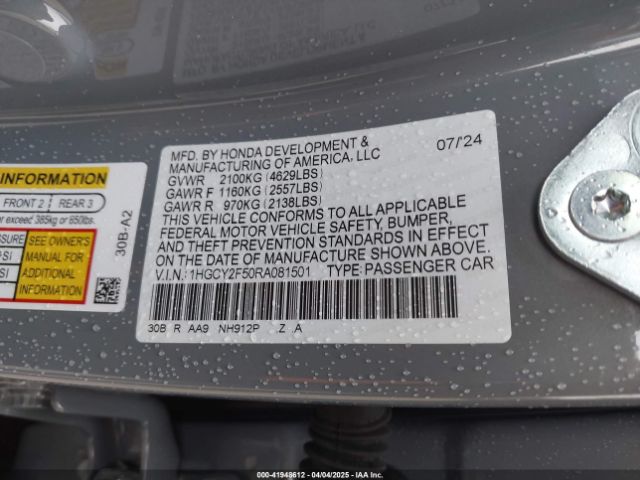 MFD. BY HONDA DEVELOPMENT &
MANUFACTURING OF AMERICA, LLC
07/'24
GVWR 2100KG (4629LBS)
GAWR F 1160KG (2557LBS)
GAWR R 970KG (2138LBS)
THIS VEHICLE CONFORMS TO ALL APPLICABLE
FEDERAL MOTOR VEHICLE SAFETY, BUMPER,
AND THEFT PREVENTION STANDARDS IN EFFECT
ON THE DATE OF MANUFACTURE SHOWN ABOVE.
V.I.N.: 1HGCY2F50RA081501 TYPE: PASSENGER CAR
30B R AA9 NH912P Z A
INFORMATION
FRONT 2 REAR 3
exceed 385kg or 850lbs.
SEE OWNER'S
MANUAL FOR
ADDITIONAL
INFORMATION
30B-A2
000-41948612 - 04/04/2025 - IAAI.COM